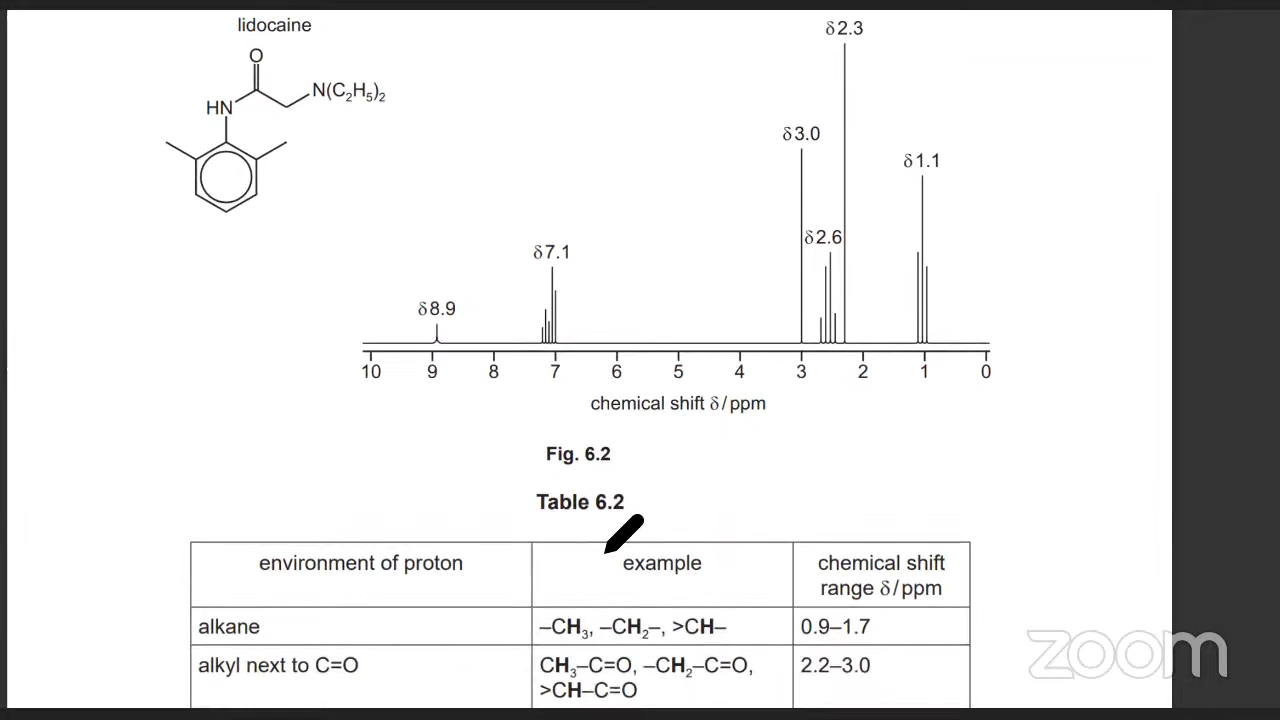 lidocaine
O
HN
N(C₂H₅)₂
δ2.3
δ3.0
δ1.1
δ2.6
δ7.1
δ8.9
10 9 8 7 6 5 4 3 2 1 0
chemical shift δ/ppm
Fig. 6.2
Table 6.2
environment of proton example chemical shift range δ/ppm
alkane –CH₃, –CH₂–, >CH– 0.9–1.7
alkyl next to C=O CH₃–C=O, –CH₂–C=O, 2.2–3.0
>CH–C=O
zoom